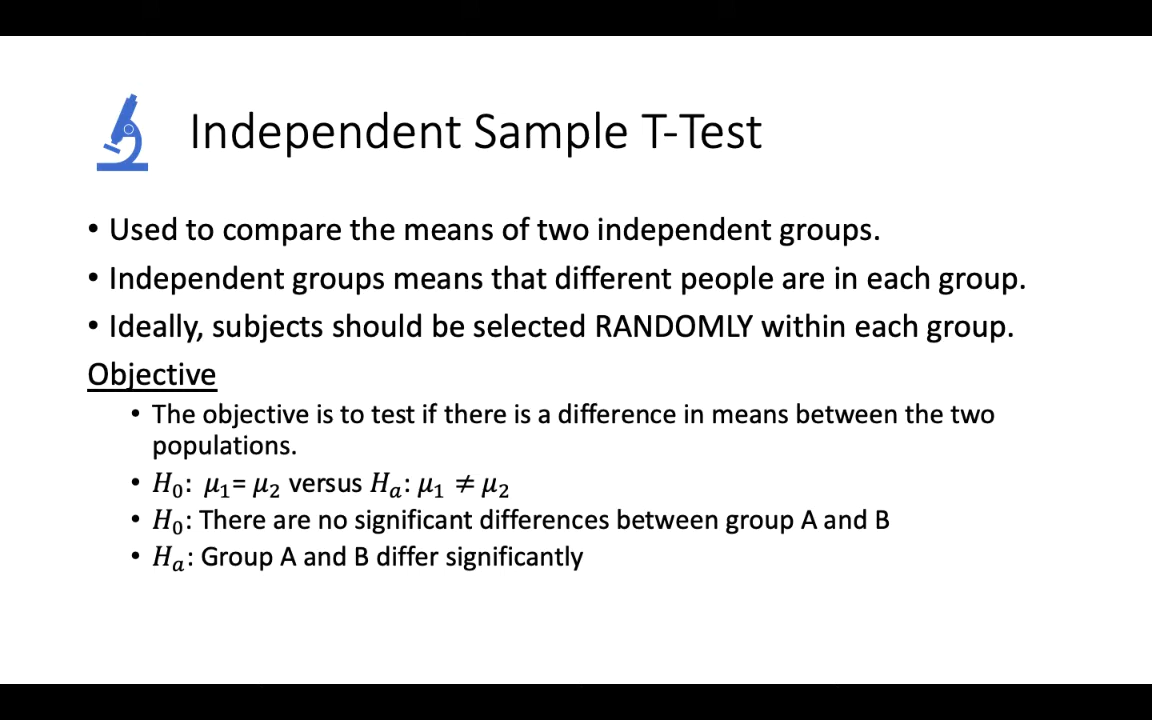 Independent Sample T-Test
• Used to compare the means of two independent groups.
• Independent groups means that different people are in each group.
• Ideally, subjects should be selected RANDOMLY within each group.
Objective
• The objective is to test if there is a difference in means between the two
populations.
• H₀: μ₁= μ₂ versus Hₐ: μ₁ ≠ μ₂
• H₀: There are no significant differences between group A and B
• Hₐ: Group A and B differ significantly